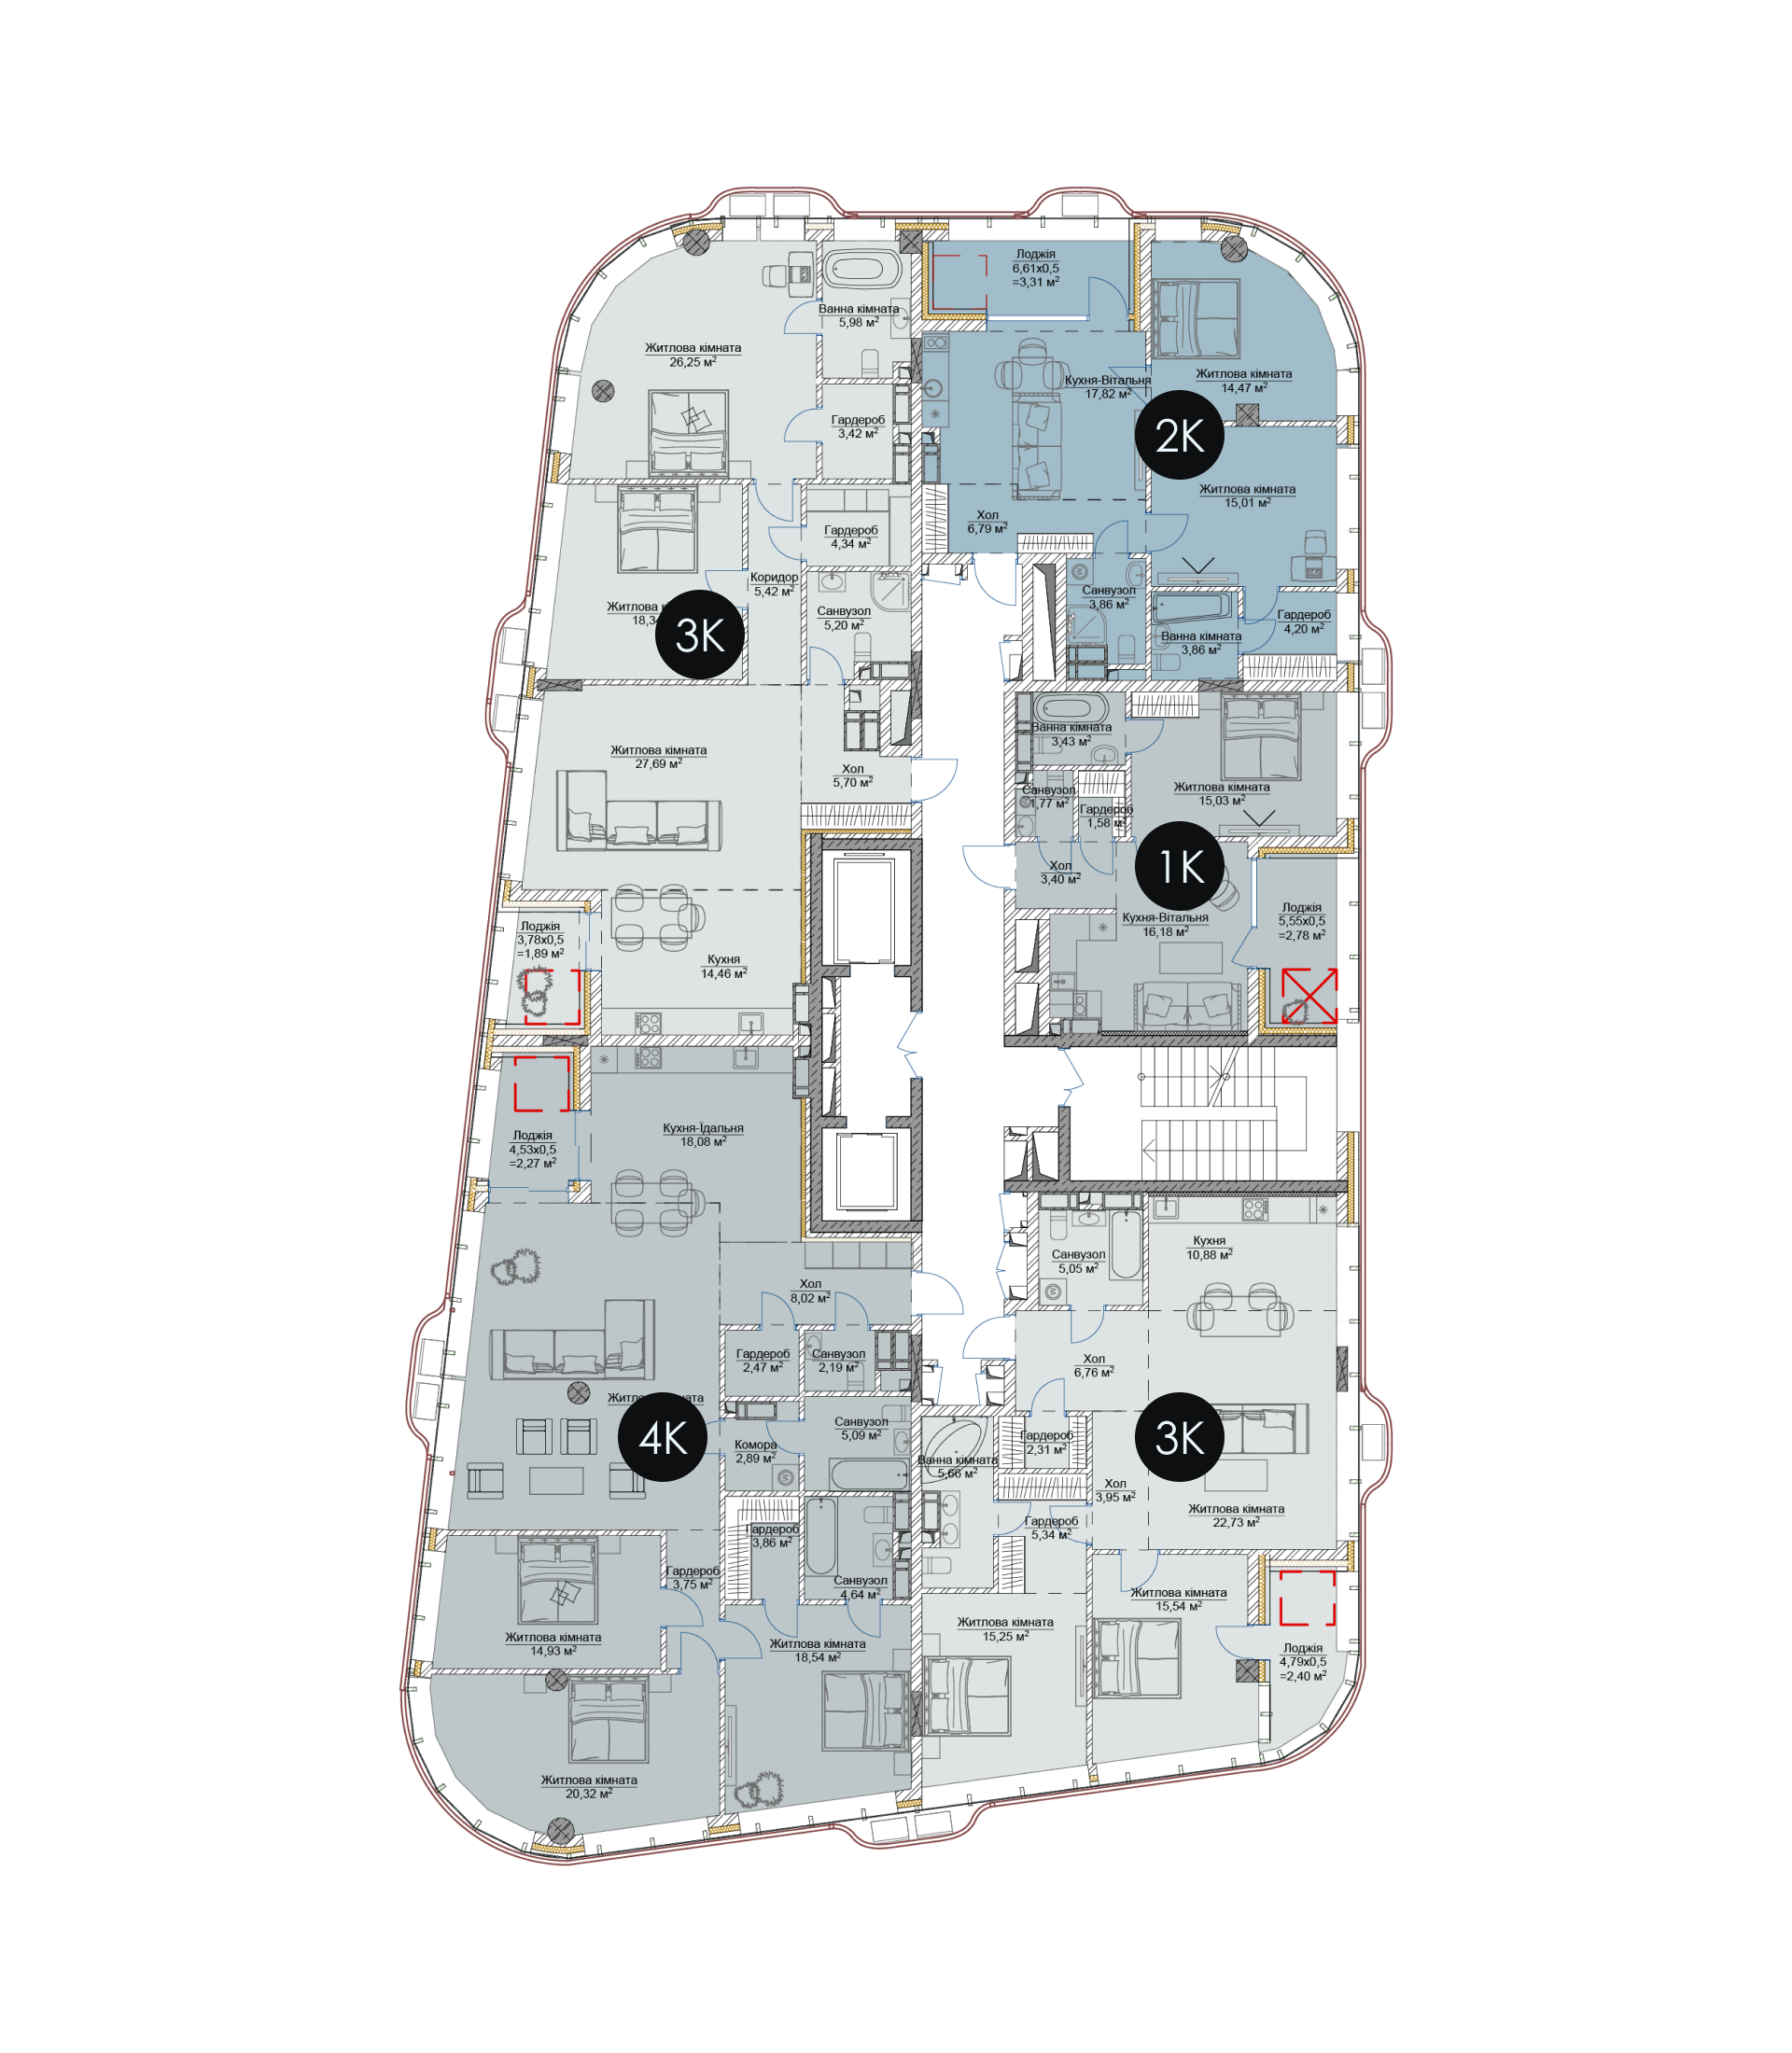 Житлова кімната
26,25 м²
Ванна кімната
5,98 м²
Гардероб
3,42 м²
Гардероб
4,34 м²
Коридор
5,42 м²
Санвузол
5,20 м²
Житлова
18,3
3К
Житлова кімната
27,69 м²
Хол
5,70 м²
Лоджія
3,78х0,5
=1,89 м²
Кухня
14,46 м²
Лоджія
6,61х0,5
=3,31 м²
Кухня-Вітальня
17,82 м²
Житлова кімната
14,47 м²
2К
Житлова кімната
15,01 м²
Хол
6,79 м²
Санвузол
3,86 м²
Ванна кімната
3,86 м²
Гардероб
4,20 м²
Ванна кімната
3,43 м²
Санвузол
1,77 м²
Гардероб
1,58 м²
Житлова кімната
15,03 м²
1К
Хол
3,40 м²
Кухня-Вітальня
16,18 м²
Лоджія
5,55х0,5
=2,78 м²
Лоджія
4,53х0,5
=2,27 м²
Кухня-Їдальня
18,08 м²
Хол
8,02 м²
Гардероб
2,47 м²
Санвузол
2,19 м²
4К
Комора
2,89 м²
Санвузол
5,09 м²
Гардероб
3,86 м²
Гардероб
3,75 м²
Санвузол
4,64 м²
Житлова кімната
14,93 м²
Житлова кімната
18,54 м²
Житлова кімната
20,32 м²
Санвузол
5,05 м²
Кухня
10,88 м²
Хол
6,76 м²
3К
Гардероб
2,31 м²
Ванна кімната
5,66 м²
Хол
3,95 м²
Житлова кімната
22,73 м²
Гардероб
5,34 м²
Житлова кімната
15,54 м²
Житлова кімната
15,25 м²
Лоджія
4,79х0,5
=2,40 м²